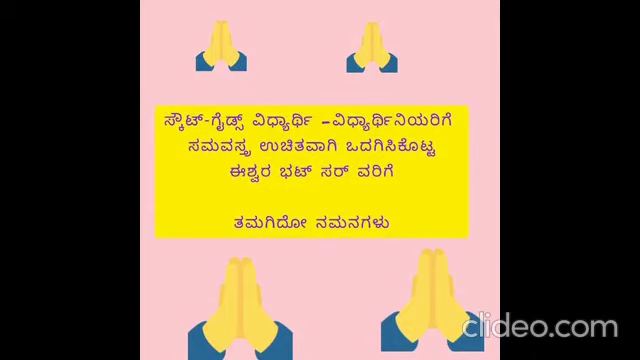 ಸ್ಕೌಟ್-ಗೈಡ್ಸ್ ವಿಧ್ಯಾರ್ಥಿ –ವಿಧ್ಯಾರ್ಥಿನಿಯರಿಗೆ
ಸಮವಸ್ತ್ರ ಉಚಿತವಾಗಿ ಒದಗಿಸಿಕೊಟ್ಟ
ಈಶ್ವರ ಭಟ್ ಸರ್ ವರಿಗೆ
ತಮಗಿದೋ ನಮನಗಳು
clideo.com